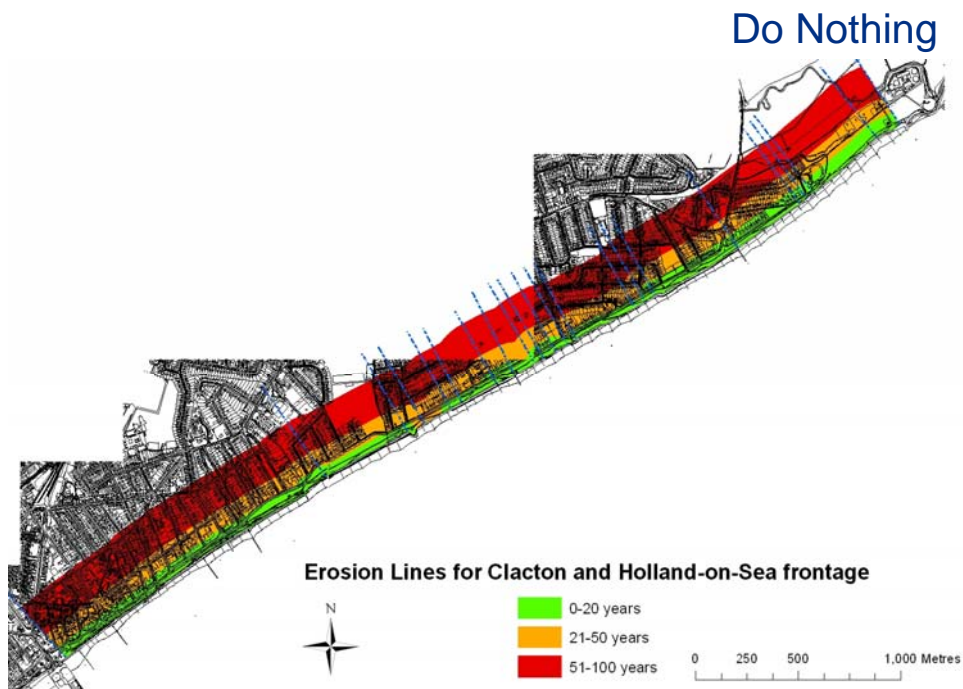 Do Nothing
Erosion Lines for Clacton and Holland-on-Sea frontage
N
0-20 years
21-50 years
51-100 years
0 250 500 1,000 Metres